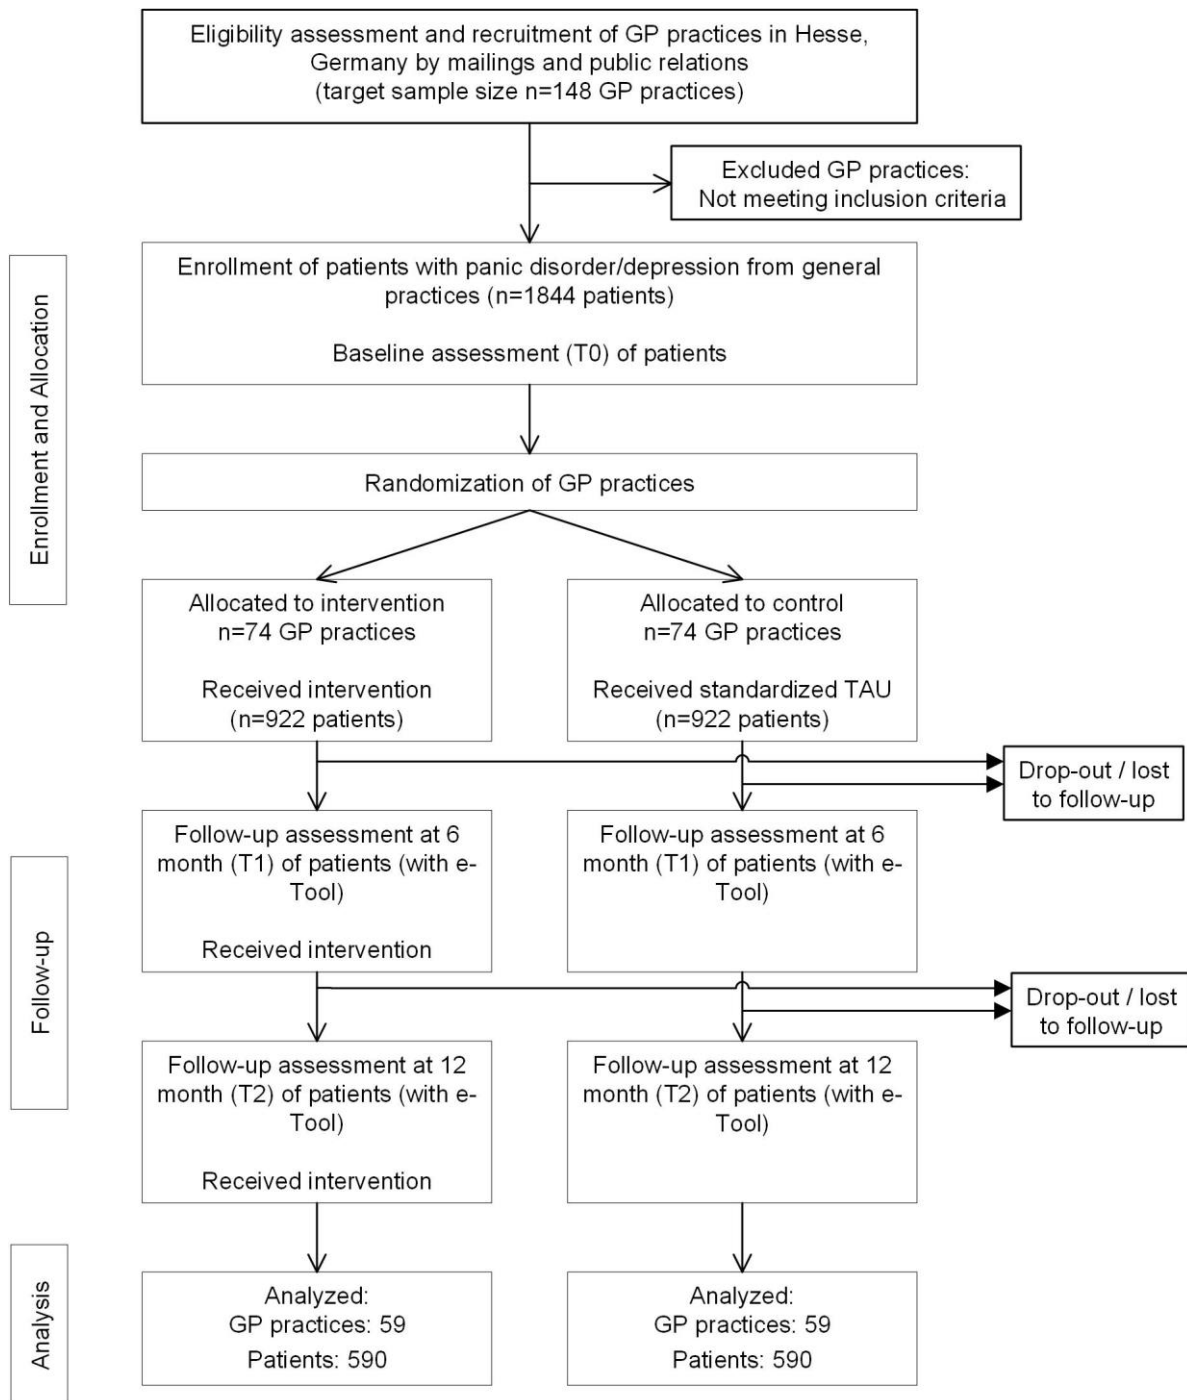 Eligibility assessment and recruitment of GP practices in Hesse,
Germany by mailings and public relations
(target sample size n=148 GP practices)
Excluded GP practices:
Not meeting inclusion criteria
Enrollment and Allocation
Enrollment of patients with panic disorder/depression from general
practices (n=1844 patients)
Baseline assessment (T0) of patients
Randomization of GP practices
Allocated to intervention
n=74 GP practices
Received intervention
(n=922 patients)
Allocated to control
n=74 GP practices
Received standardized TAU
(n=922 patients)
Drop-out / lost
to follow-up
Follow-up
Follow-up assessment at 6
month (T1) of patients (with e-
Tool)
Received intervention
Follow-up assessment at 6
month (T1) of patients (with e-
Tool)
Drop-out / lost
to follow-up
Follow-up assessment at 12
month (T2) of patients (with e-
Tool)
Received intervention
Follow-up assessment at 12
month (T2) of patients (with e-
Tool)
Analysis
Analyzed:
GP practices: 59
Patients: 590
Analyzed:
GP practices: 59
Patients: 590